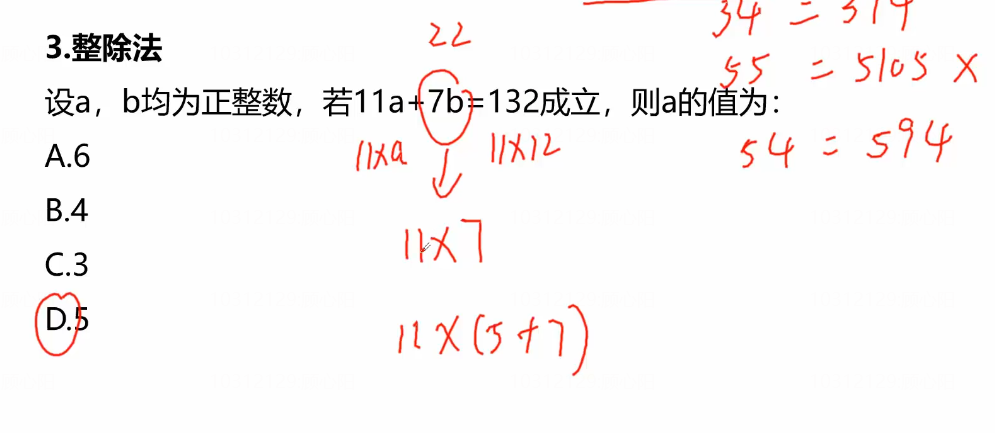 34 = 374
22
3.整除法
55 = 5105 ×
设a，b均为正整数，若11a+7b=132成立，则a的值为：
11×a 11×12 54 = 594
A.6
B.4
11×7
C.3
D.5
11×(5+7)